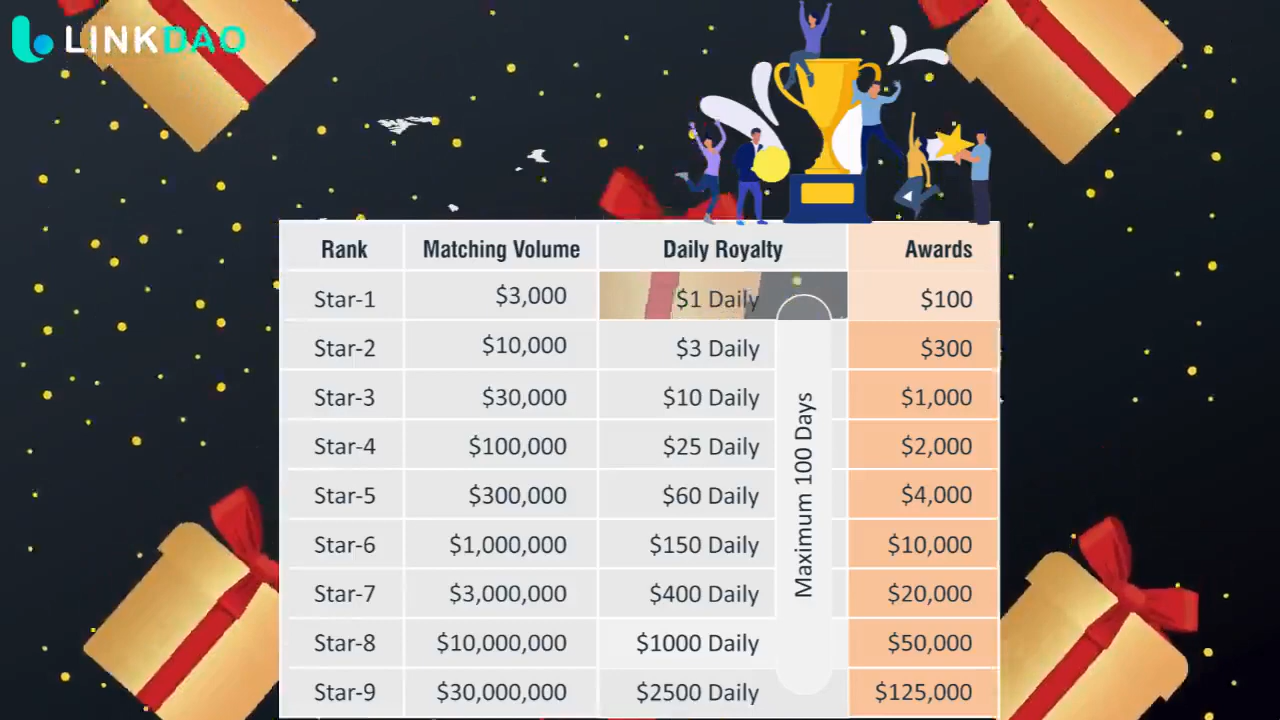 LINKDAO
Rank Matching Volume Daily Royalty Awards
Star-1 $3,000 $1 Daily $100
Star-2 $10,000 $3 Daily $300
Star-3 $30,000 $10 Daily $1,000
Star-4 $100,000 $25 Daily $2,000
Star-5 $300,000 $60 Daily $4,000
Star-6 $1,000,000 $150 Daily $10,000
Star-7 $3,000,000 $400 Daily $20,000
Star-8 $10,000,000 $1000 Daily $50,000
Star-9 $30,000,000 $2500 Daily $125,000
Maximum 100 Days